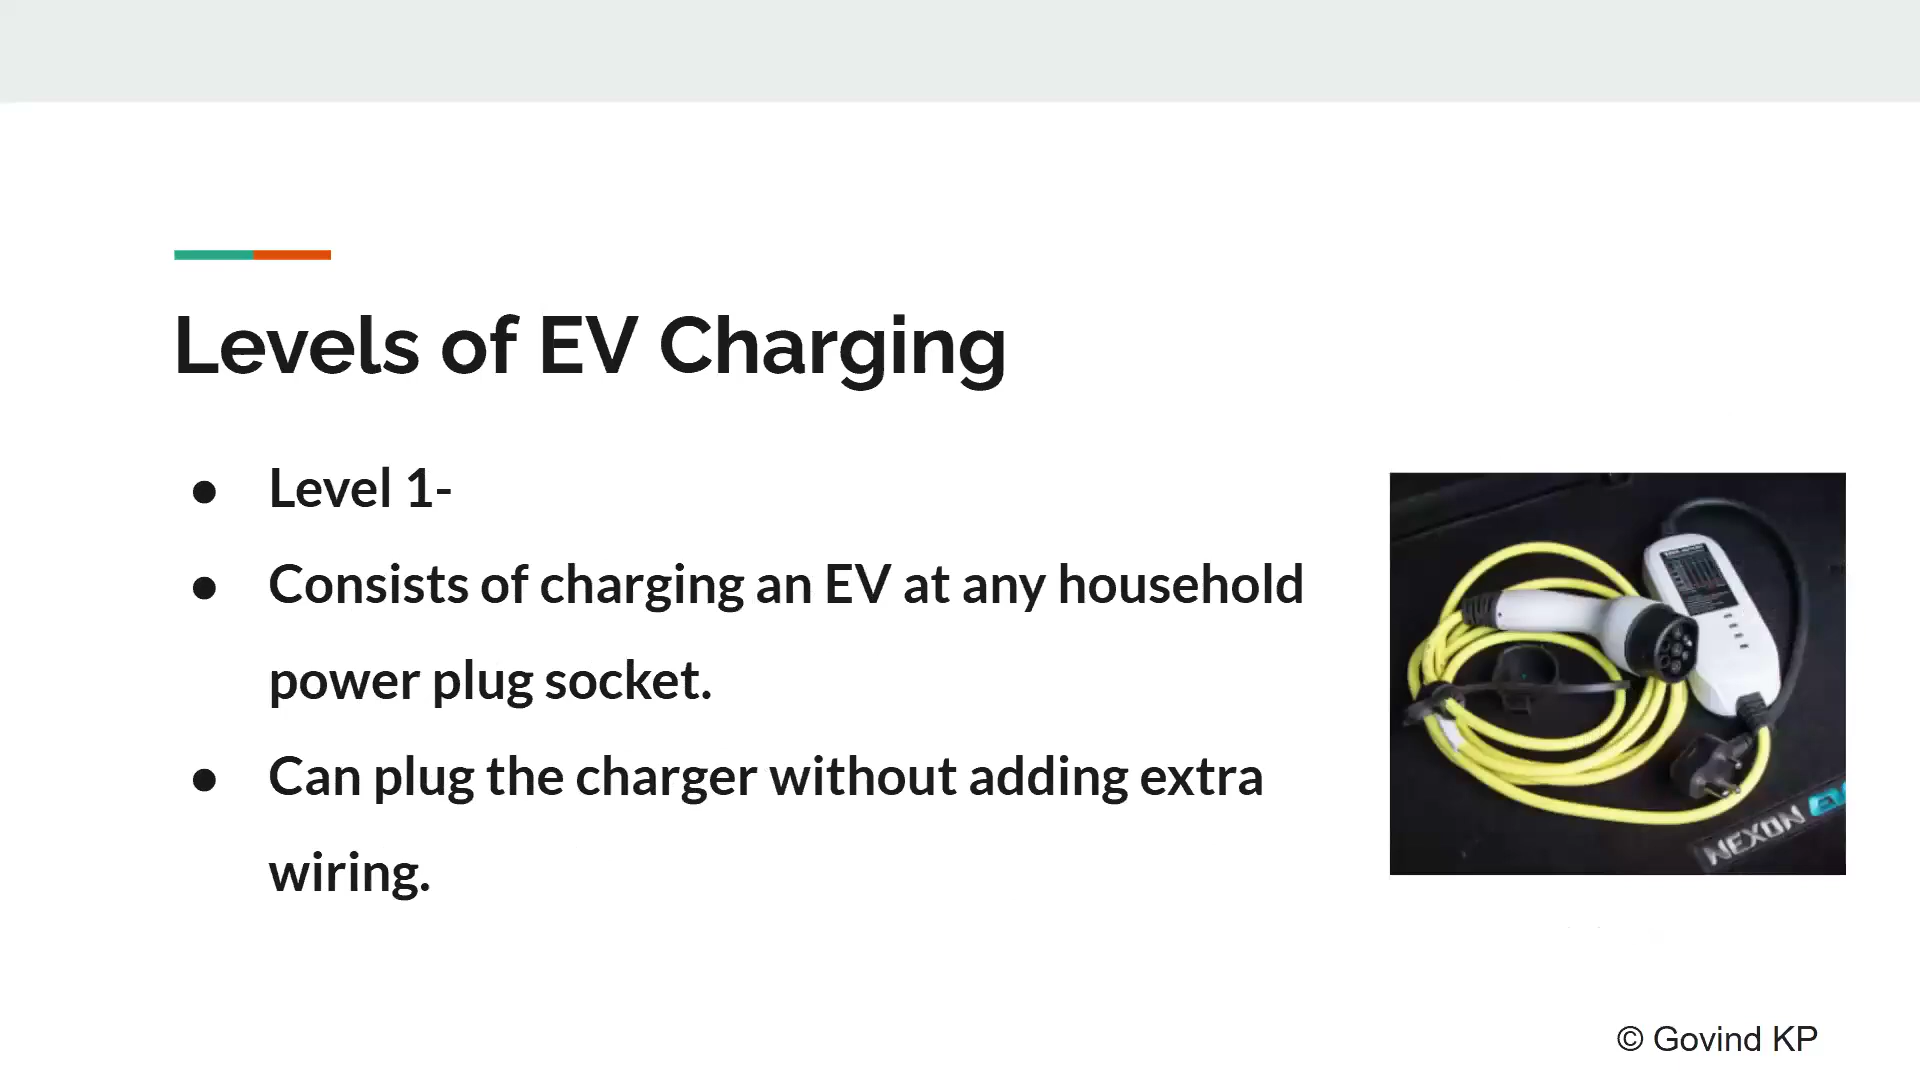 Levels of EV Charging
● Level 1-
● Consists of charging an EV at any household
power plug socket.
● Can plug the charger without adding extra
wiring.
NEXON EV
© Govind KP